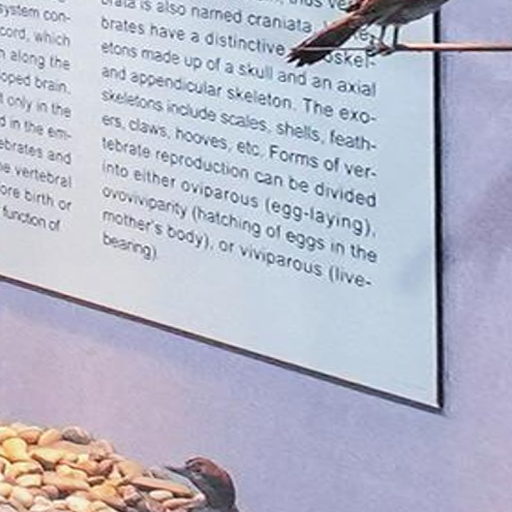 system con-
cord, which
along the
oped brain.
only in the
d in the em-
ebrates and
e vertebral
ore birth or
function of
is also named craniata.
brates have a distinctive
etons made up of a skull and an axial
and appendicular skeleton. The exo-
skeletons include scales, shells, feath-
ers, claws, hooves, etc. Forms of ver-
tebrate reproduction can be divided
into either oviparous (egg-laying),
ovoviviparity (hatching of eggs in the
mother's body), or viviparous (live-
bearing).